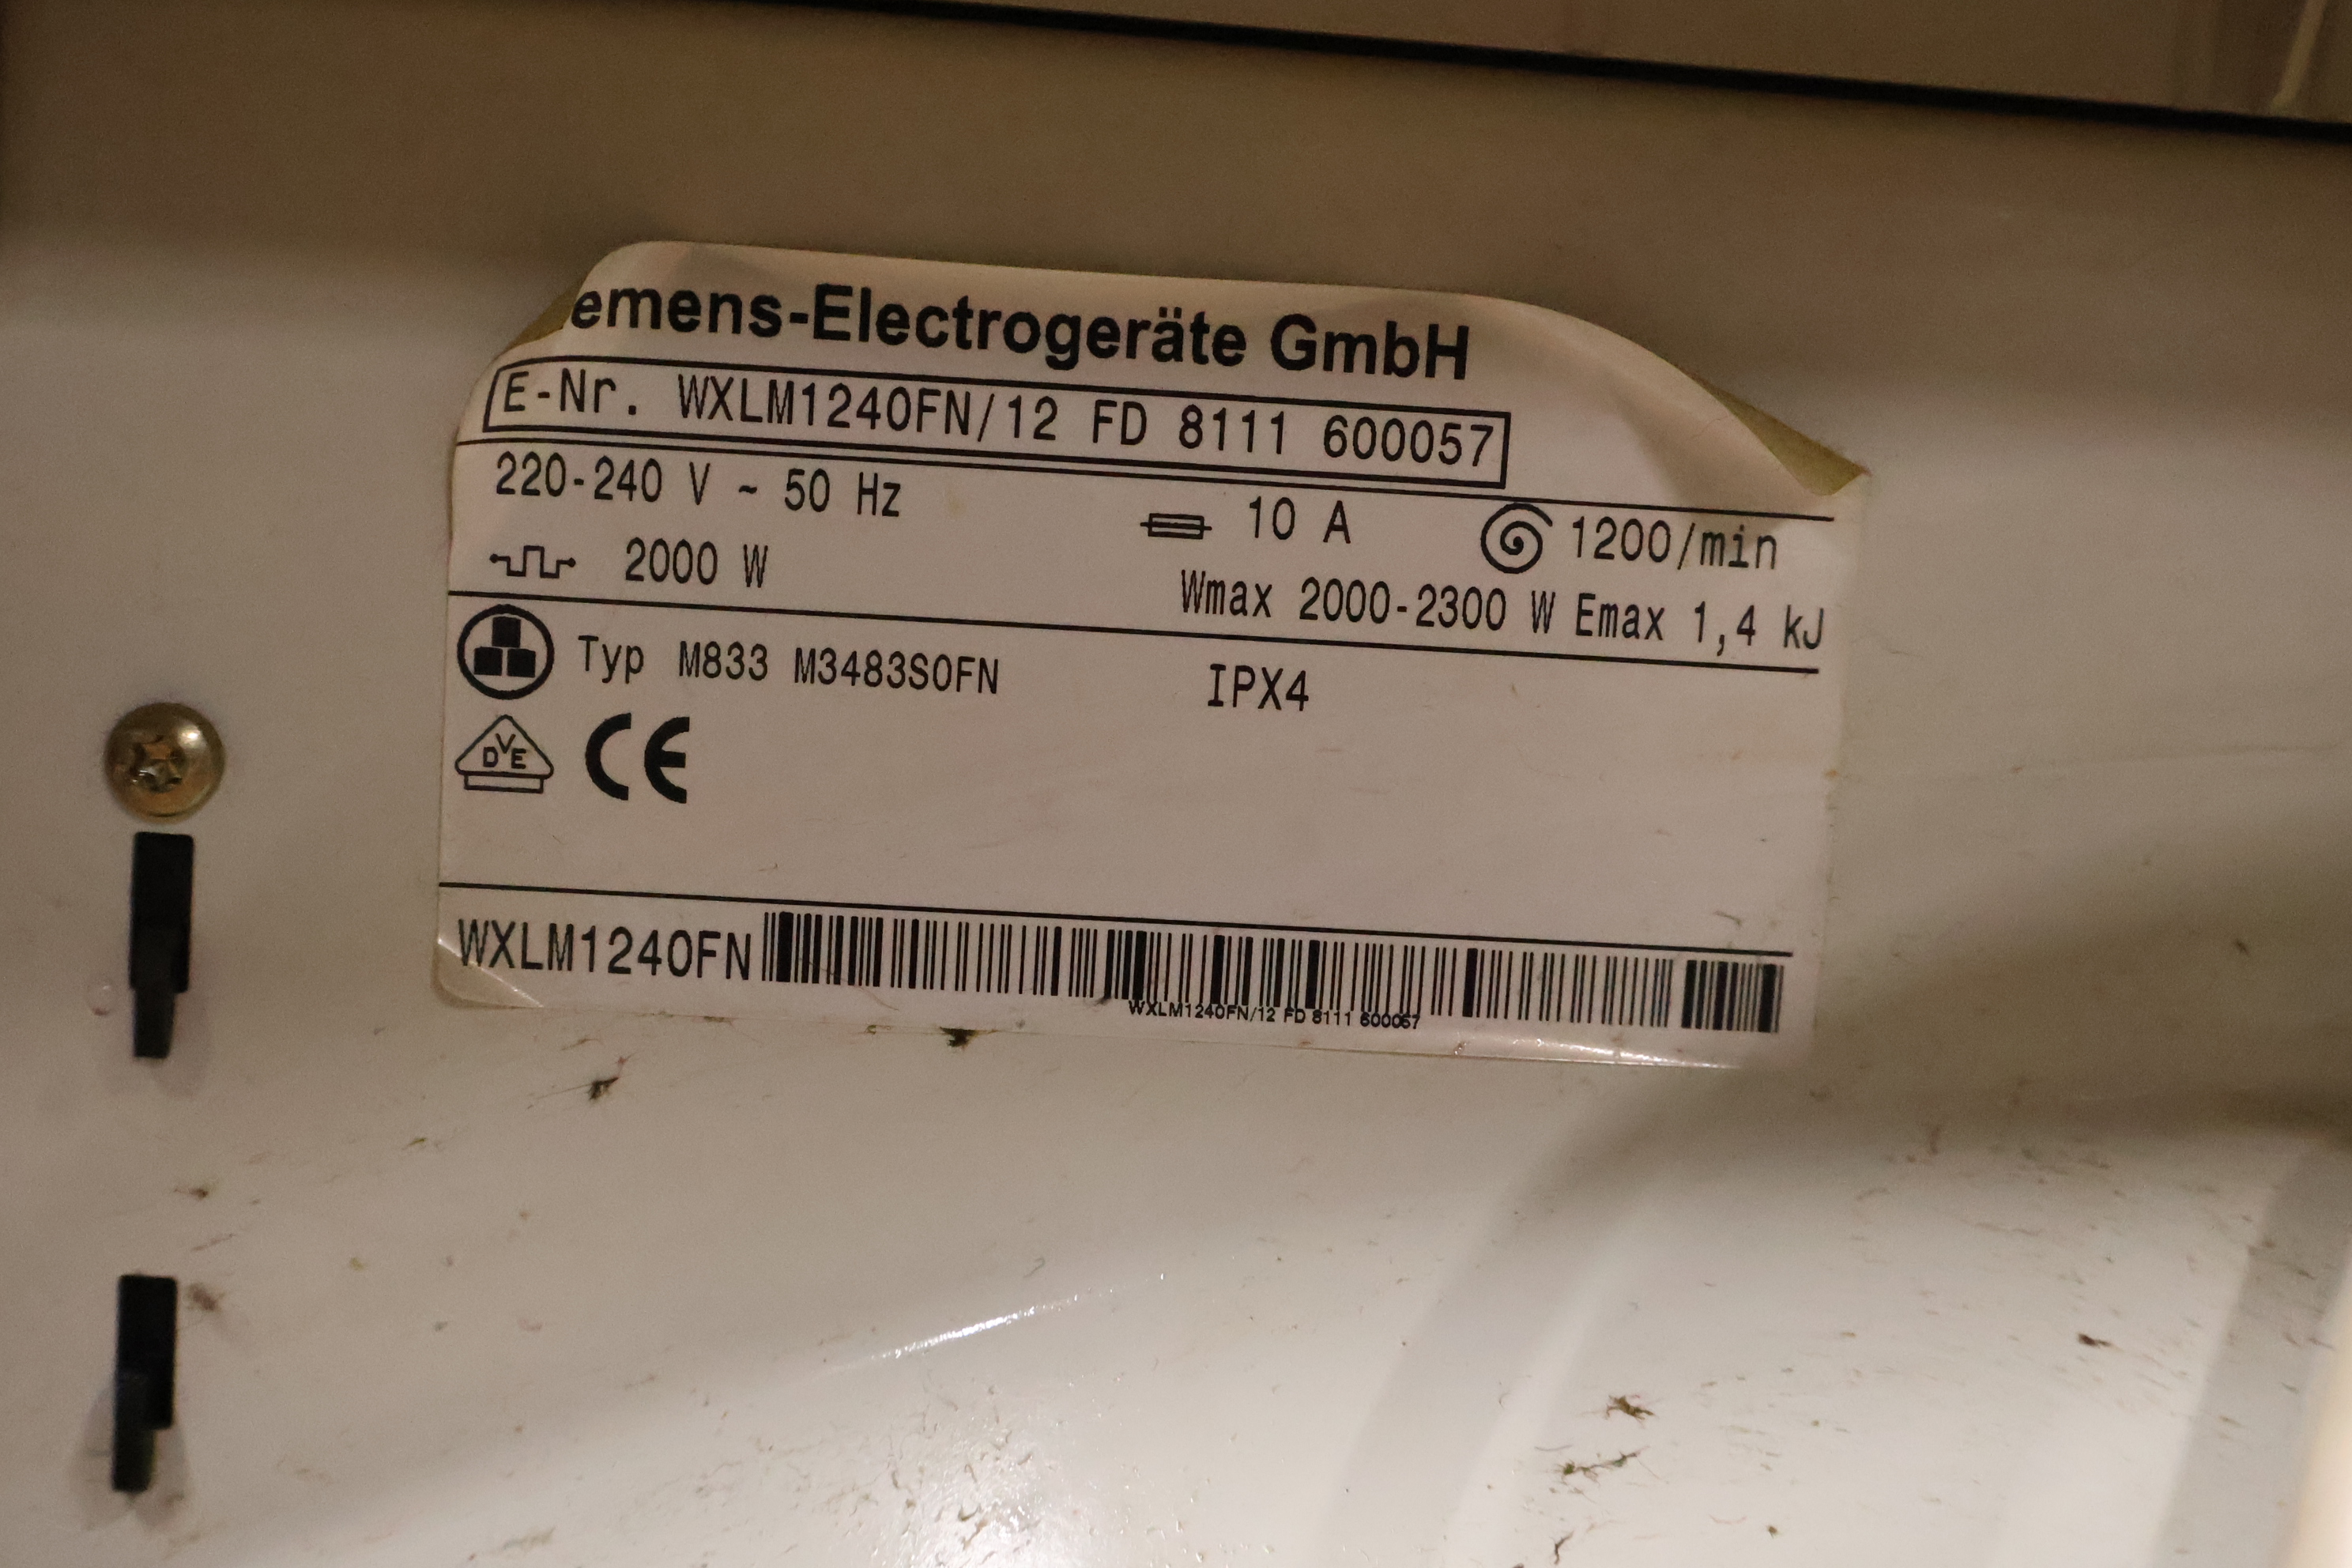 emens-Electrogeräte GmbH
E-Nr. WXLM1240FN/12 FD 8111 600057
220-240 V ~ 50 Hz 10 A 1200/min
2000 W Wmax 2000-2300 W Emax 1,4 kJ
Typ M833 M3483S0FN IPX4
DVE CE
WXLM1240FN
WXLM1240FN/12 FD 8111 600057